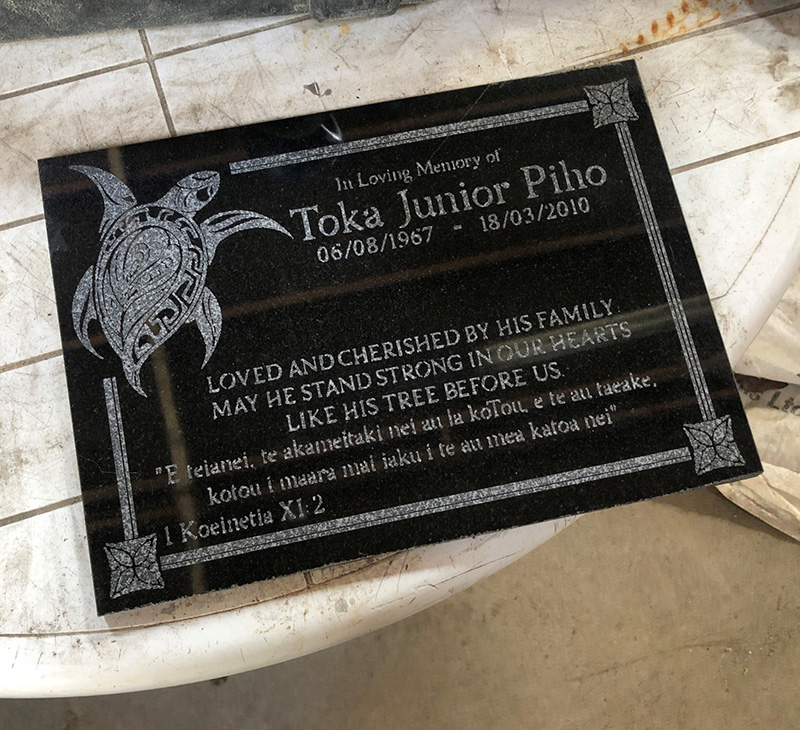 In Loving Memory of
Toka Junior Piho
06/08/1967 - 18/03/2010
LOVED AND CHERISHED BY HIS FAMILY.
MAY HE STAND STRONG IN OUR HEARTS
LIKE HIS TREE BEFORE US.
"E teianei, te akameitaki nei au ia koTou, e te au taeake,
kotou i maara mai iaku i te au mea katoa nei"
1 Koeinetia XI: 2
Ltd